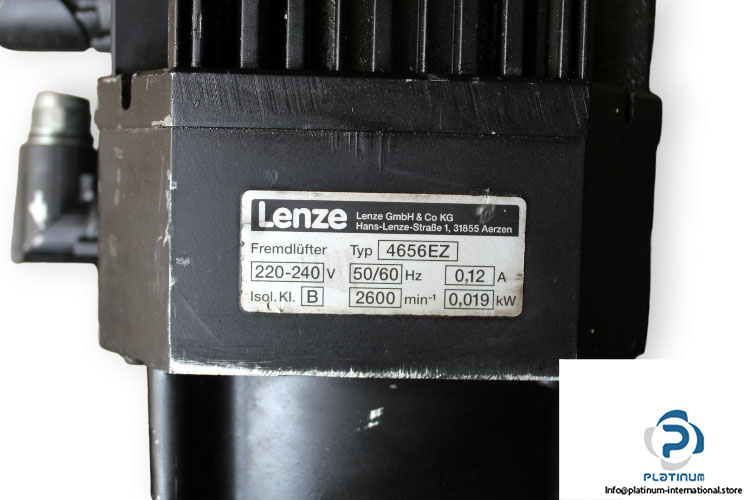 Lenze Lenze GmbH & Co KG
Hans-Lenze-Straße 1, 31855 Aerzen
Fremdlüfter Typ 4656EZ
220-240 V 50/60 Hz 0,12 A
Isol. Kl. B 2600 min⁻¹ 0,019 kW
PLATINUM
Info@platinum-international.store